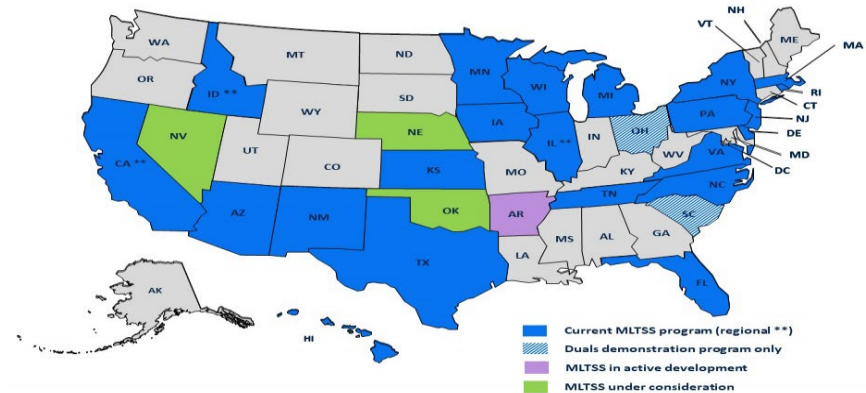 NH
VT
ME
WA
MT
ND
MN
MA
OR
ID **
SD
WI
MI
NY
RI
CT
WY
IA
PA
NJ
NV
NE
IL **
IN
OH
DE
MD
UT
CO
KS
MO
KY
WV
VA
DC
CA **
AZ
NM
OK
AR
TN
NC
SC
MS
AL
GA
TX
LA
FL
AK
HI
Current MLTSS program (regional **)
Duals demonstration program only
MLTSS in active development
MLTSS under consideration